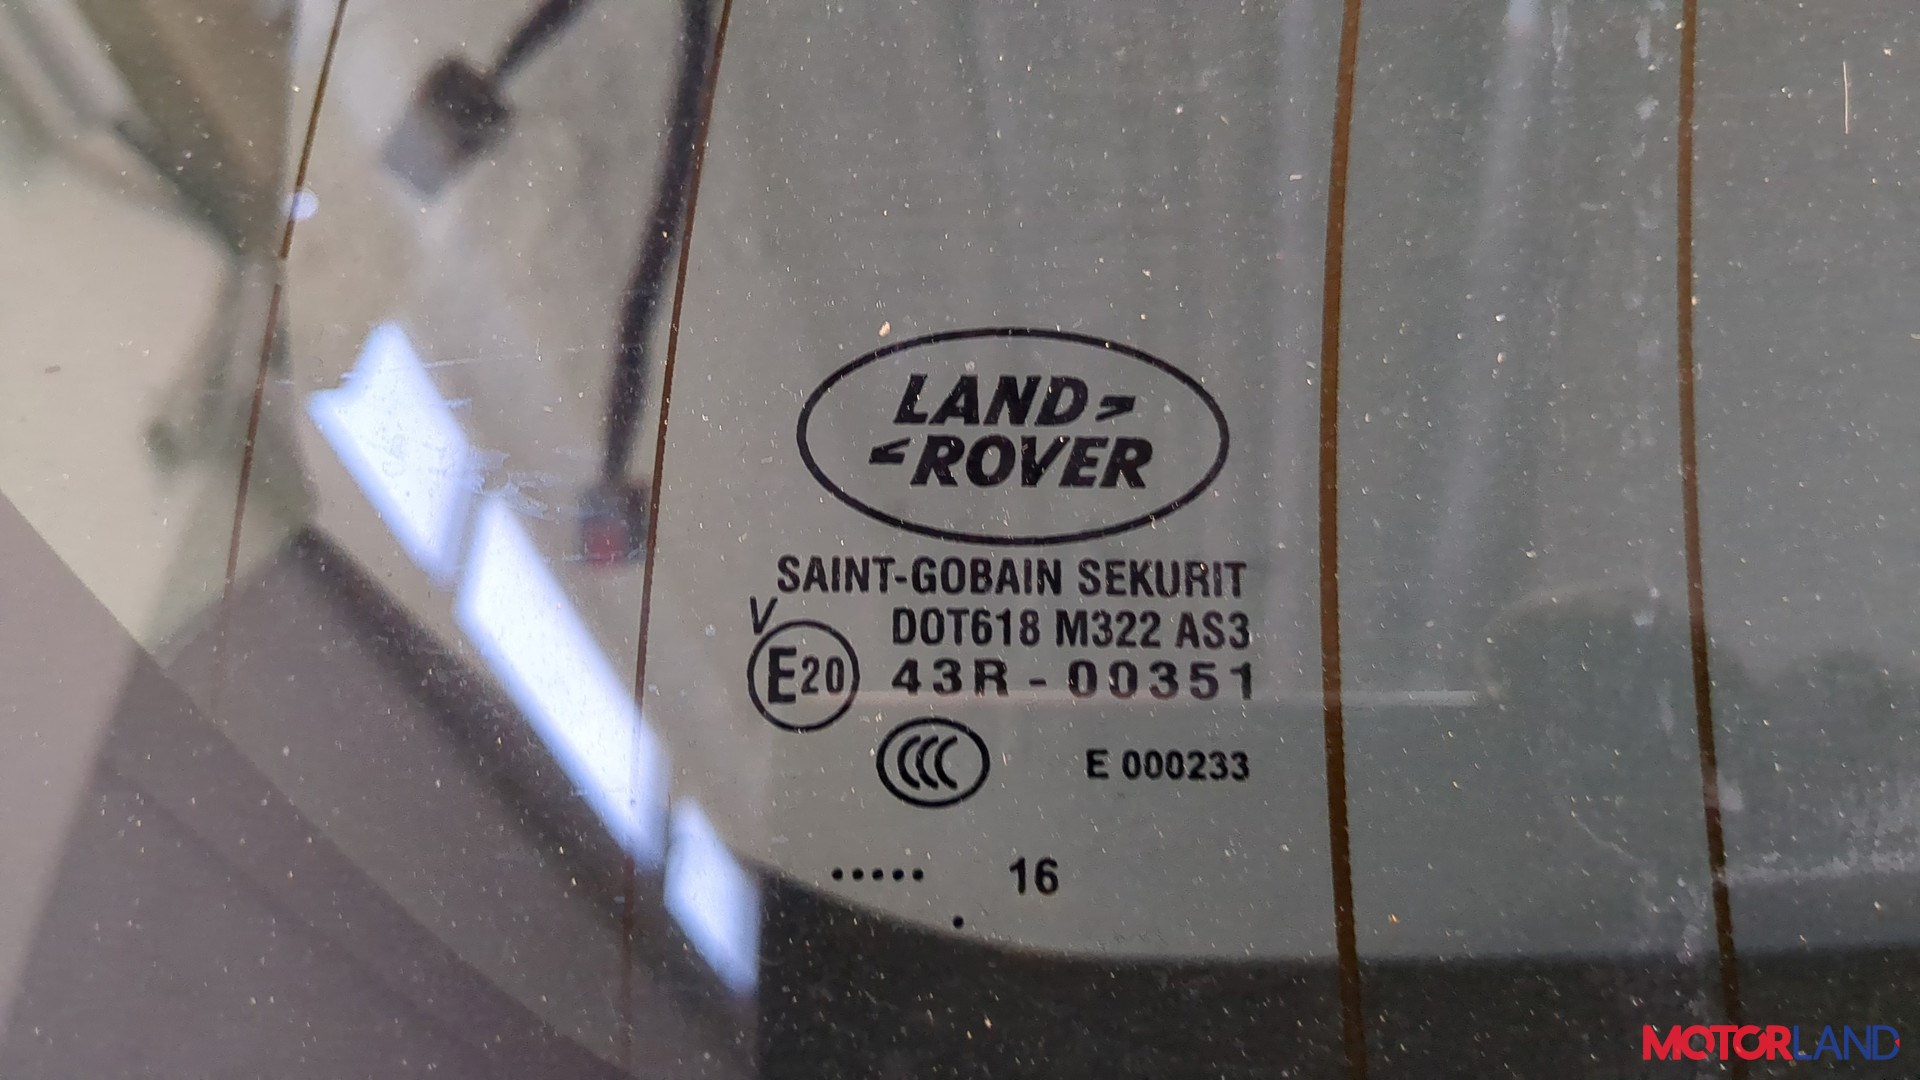 LAND
ROVER
SAINT-GOBAIN SEKURIT
V
DOT618 M322 AS3
E20 43R - 00351
CCC E 000233
..... 16
.
MOTORLAND